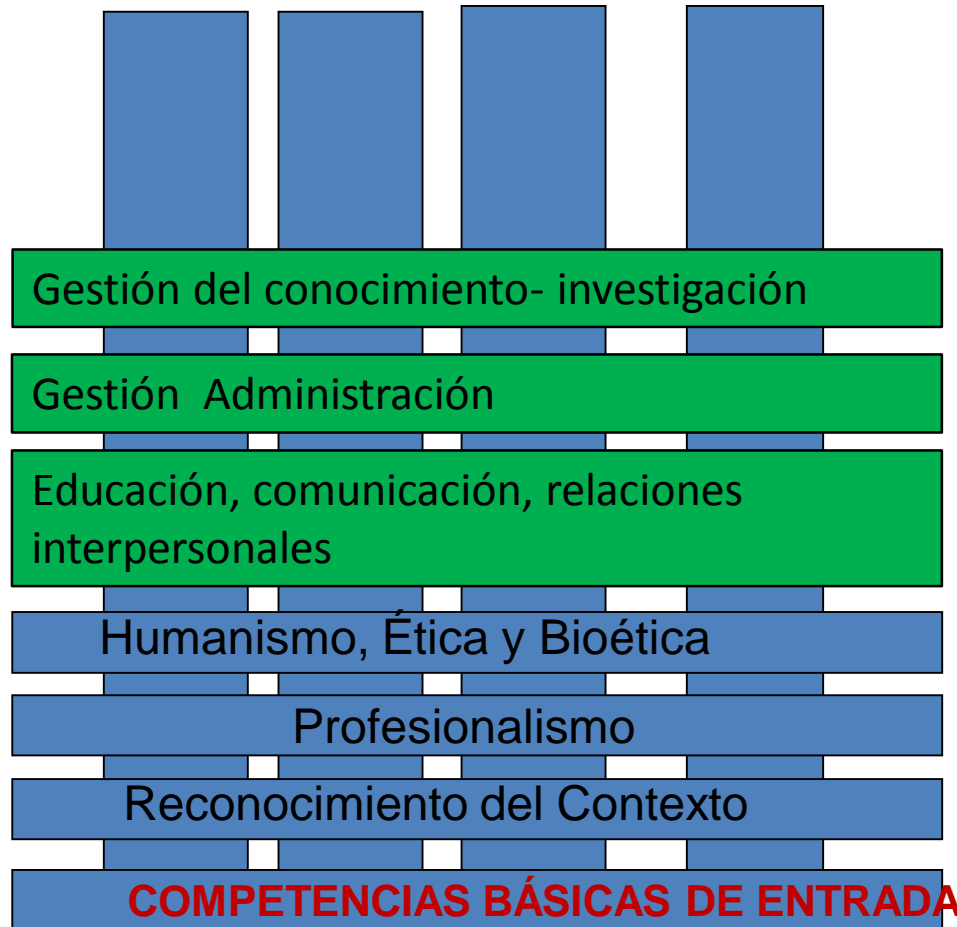 Gestión del conocimiento- investigación
Gestión  Administración
Educación, comunicación, relaciones
interpersonales
Humanismo, Ética y Bioética
Profesionalismo
Reconocimiento del Contexto
COMPETENCIAS BÁSICAS DE ENTRADA